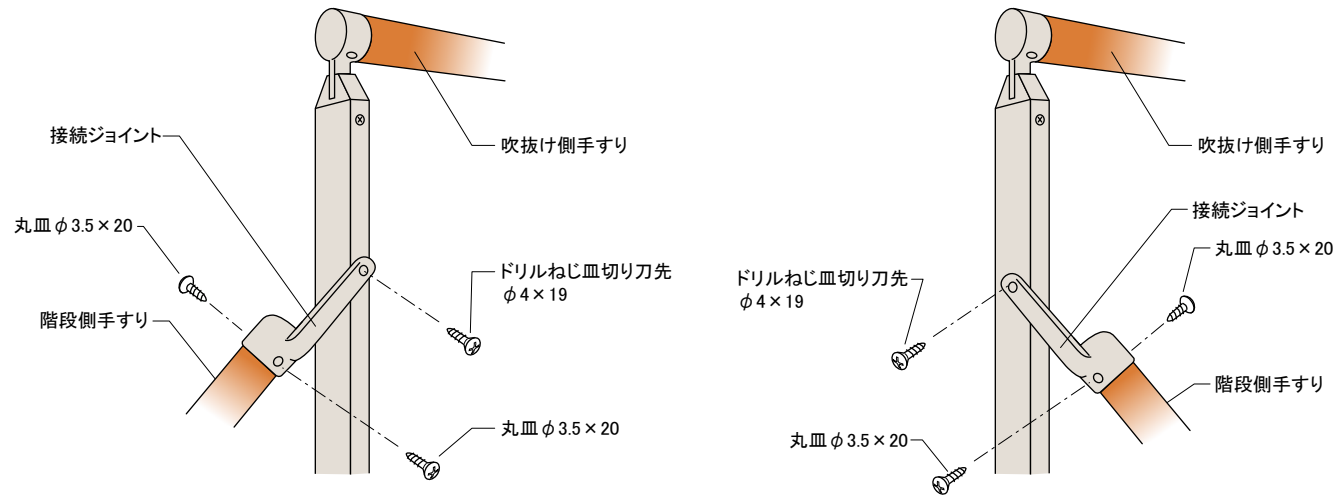 接続ジョイント
吹抜け側手すり
丸皿φ3.5×20
ドリルねじ皿切り刃先
φ4×19
階段側手すり
丸皿φ3.5×20
吹抜け側手すり
接続ジョイント
丸皿φ3.5×20
ドリルねじ皿切り刃先
φ4×19
階段側手すり
丸皿φ3.5×20